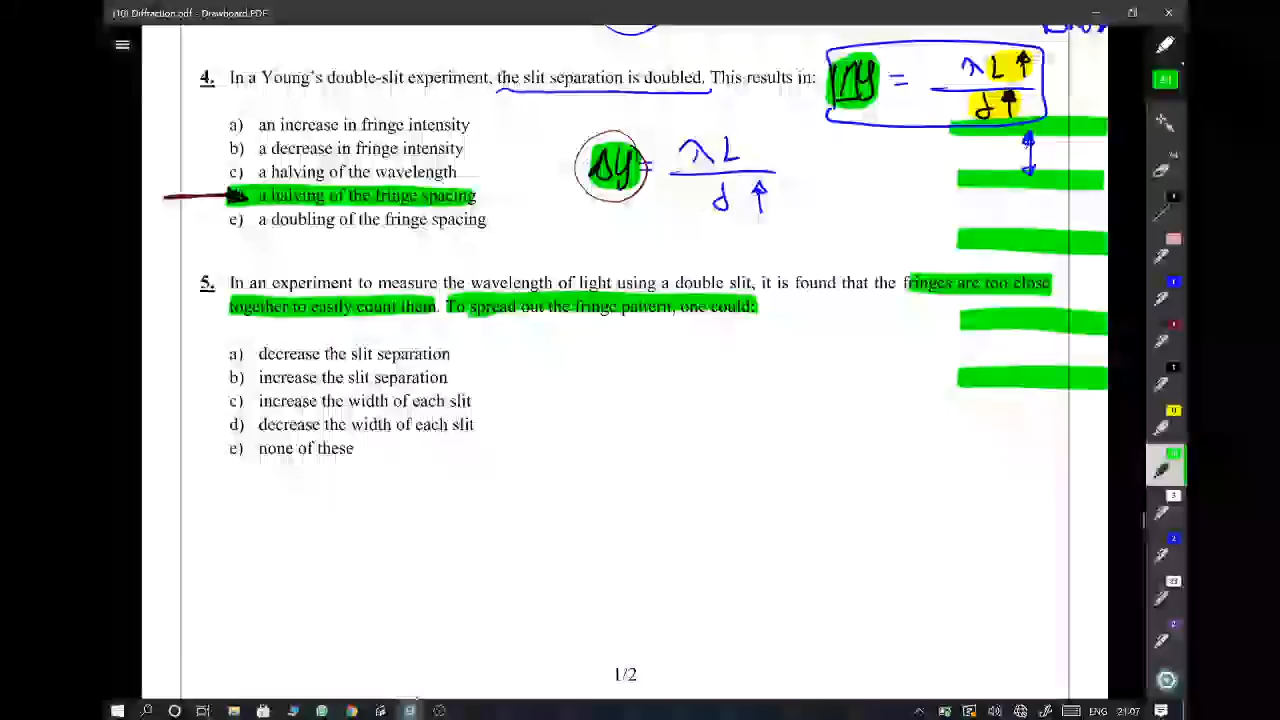 (10) Diffraction.pdf - Drawboard PDF
4. In a Young's double-slit experiment, the slit separation is doubled. This results in:
Δy = λL↑ / d↑
a) an increase in fringe intensity
b) a decrease in fringe intensity
c) a halving of the wavelength
a halving of the fringe spacing
e) a doubling of the fringe spacing
Δy = λL / d↑
5. In an experiment to measure the wavelength of light using a double slit, it is found that the fringes are too close
together to easily count them. To spread out the fringe pattern, one could:
a) decrease the slit separation
b) increase the slit separation
c) increase the width of each slit
d) decrease the width of each slit
e) none of these
1/2
ENG 21:07